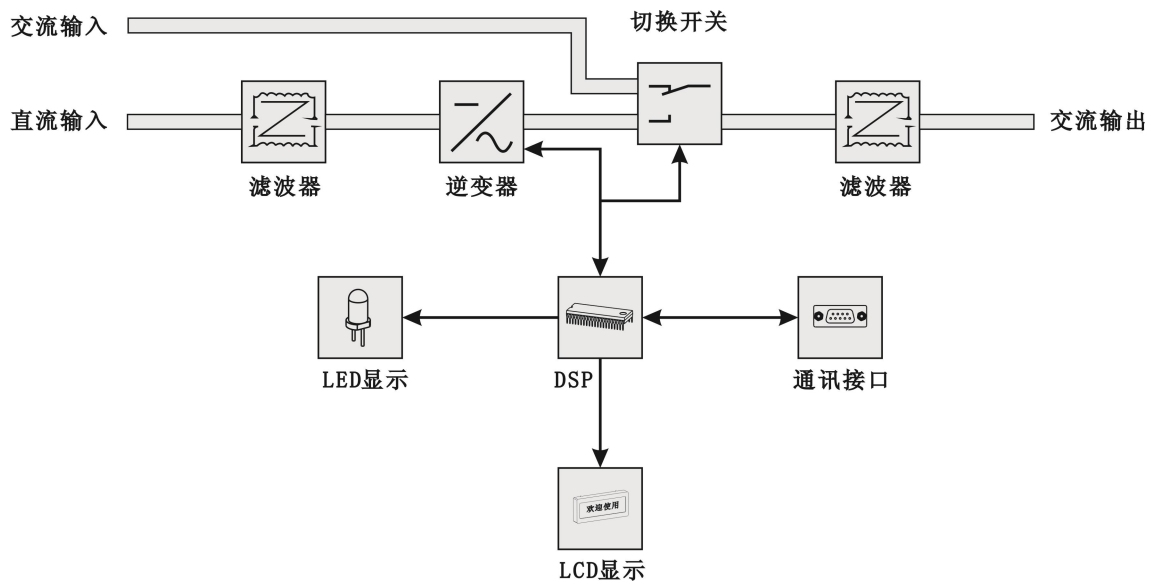 切换开关
交流输入
直流输入
交流输出
滤波器
逆变器
滤波器
LED显示
DSP
通讯接口
欢迎使用
LCD显示